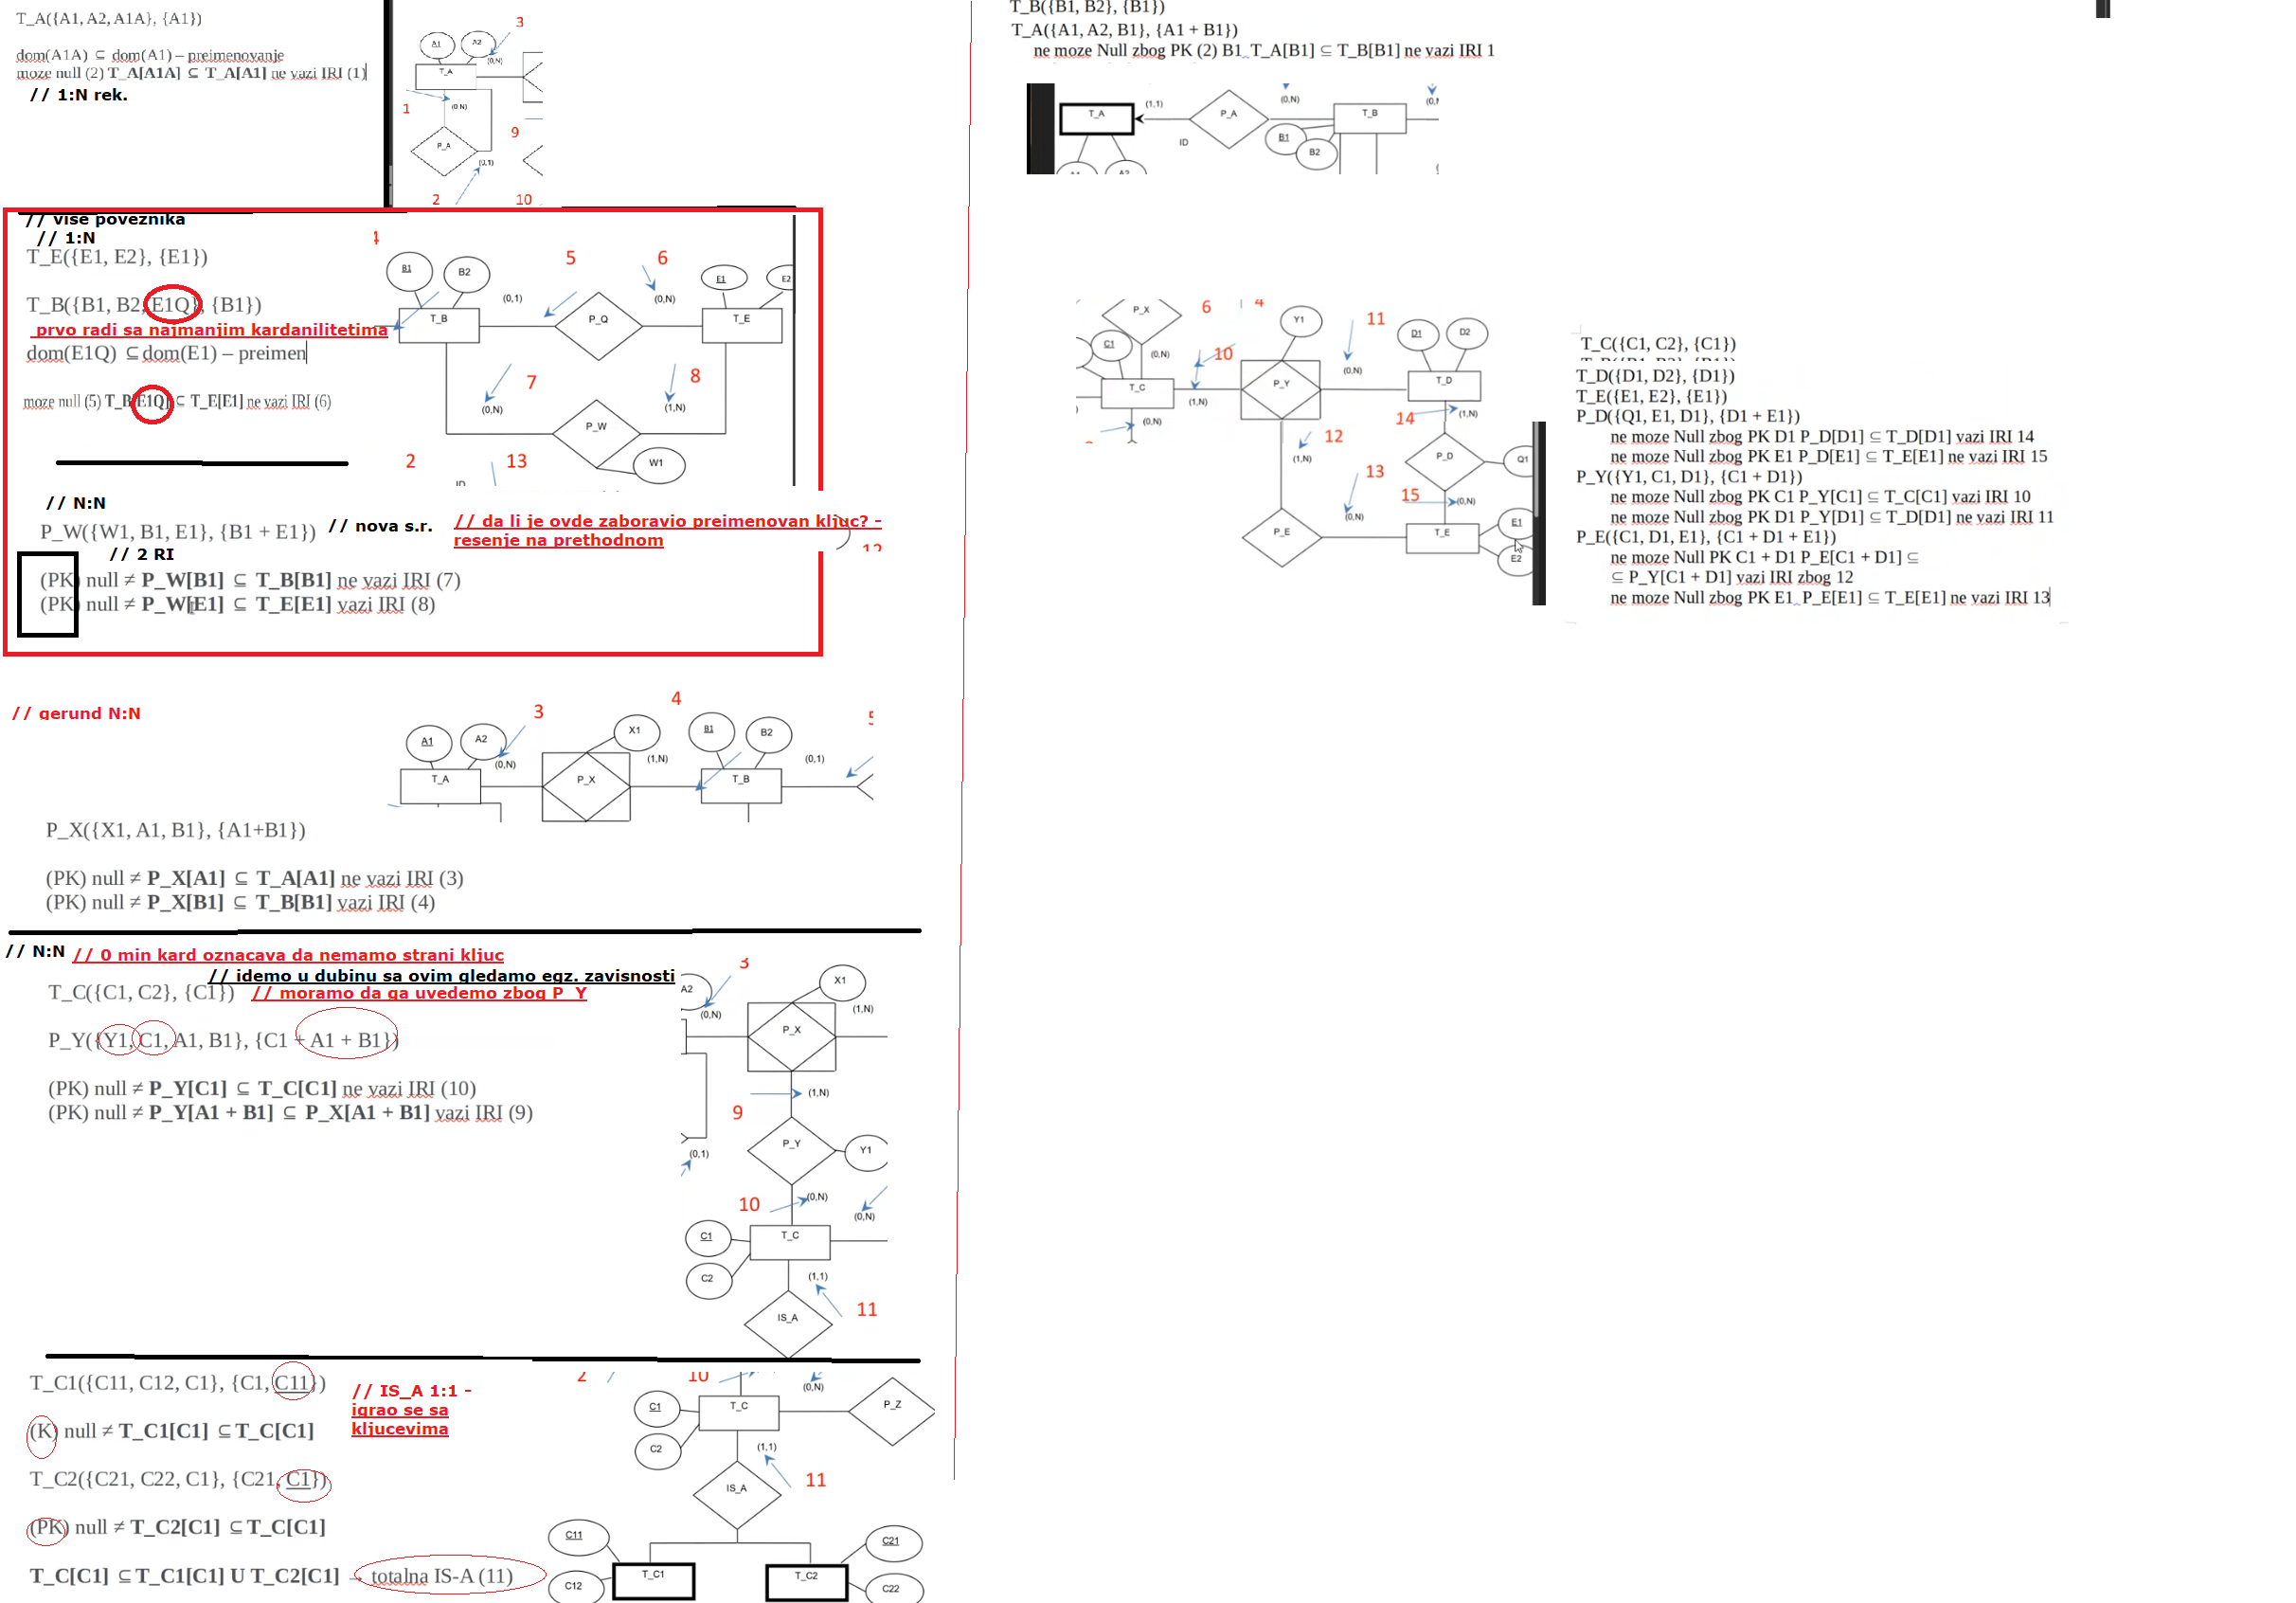 T_A({A1, A2, A1A}, {A1})
dom(A1A) ⊆ dom(A1) – preimenovanje
moze null (2) T_A[A1A] ⊆ T_A[A1] ne vazi IRI (1)
// 1:N rek.
3
A1
A2
(0,N)
T_A
1
(0,N)
9
P_A
(0,1)
2
10
// vise poveznika
// 1:N
T_E({E1, E2}, {E1})
T_B({B1, B2, E1Q}, {B1})
prvo radi sa najmanjim kardanilitetima
dom(E1Q) ⊆ dom(E1) – preimen
moze null (5) T_B[E1Q] ⊆ T_E[E1] ne vazi IRI (6)
4
5
6
B1
B2
E1
E2
(0,1)
(0,N)
T_B
P_Q
T_E
7
8
(0,N)
(1,N)
P_W
2
13
W1
ID
// N:N
P_W({W1, B1, E1}, {B1 + E1})
// nova s.r.
// da li je ovde zaboravio preimenovan kljuc? -
resenje na prethodnom
12
// 2 RI
(PK) null ≠ P_W[B1] ⊆ T_B[B1] ne vazi IRI (7)
(PK) null ≠ P_W[E1] ⊆ T_E[E1] vazi IRI (8)
// gerund N:N
3
4
5
A1
A2
X1
B1
B2
(0,N)
(1,N)
(0,1)
T_A
P_X
T_B
P_X({X1, A1, B1}, {A1+B1})
(PK) null ≠ P_X[A1] ⊆ T_A[A1] ne vazi IRI (3)
(PK) null ≠ P_X[B1] ⊆ T_B[B1] vazi IRI (4)
// N:N
// 0 min kard oznacava da nemamo strani kljuc
// idemo u dubinu sa ovim gledamo egz. zavisnosti
T_C({C1, C2}, {C1})
// moramo da ga uvedemo zbog P_Y
P_Y({Y1, C1, A1, B1}, {C1 + A1 + B1})
(PK) null ≠ P_Y[C1] ⊆ T_C[C1] ne vazi IRI (10)
(PK) null ≠ P_Y[A1 + B1] ⊆ P_X[A1 + B1] vazi IRI (9)
3
A2
X1
(0,N)
(1,N)
P_X
(1,N)
9
P_Y
Y1
(0,1)
10
(0,N)
(0,N)
C1
T_C
C2
(1,1)
11
IS_A
T_C1({C11, C12, C1}, {C1, C11})
// IS_A 1:1 -
igrao se sa
kljucevima
(K) null ≠ T_C1[C1] ⊆ T_C[C1]
T_C2({C21, C22, C1}, {C21, C1})
(PK) null ≠ T_C2[C1] ⊆ T_C[C1]
T_C[C1] ⊆ T_C1[C1] U T_C2[C1] → totalna IS-A (11)
2
10
(0,N)
C1
T_C
P_Z
C2
(1,1)
11
IS_A
C11
C21
T_C1
T_C2
C12
C22
T_B({B1, B2}, {B1})
T_A({A1, A2, B1}, {A1 + B1})
ne moze Null zbog PK (2) B1 T_A[B1] ⊆ T_B[B1] ne vazi IRI 1
(1,1)
(0,N)
T_A
P_A
T_B
ID
B1
B2
A1
A2
P_X
6
4
Y1
11
D1
D2
C1
(0,N)
10
(0,N)
T_C
P_Y
T_D
(1,N)
14
(1,N)
(0,N)
12
(1,N)
P_D
Q1
13
15
(0,N)
(0,N)
P_E
T_E
E1
E2
T_C({C1, C2}, {C1})
T_D({D1, D2}, {D1})
T_E({E1, E2}, {E1})
P_D({Q1, E1, D1}, {D1 + E1})
ne moze Null zbog PK D1 P_D[D1] ⊆ T_D[D1] vazi IRI 14
ne moze Null zbog PK E1 P_D[E1] ⊆ T_E[E1] ne vazi IRI 15
P_Y({Y1, C1, D1}, {C1 + D1})
ne moze Null zbog PK C1 P_Y[C1] ⊆ T_C[C1] vazi IRI 10
ne moze Null zbog PK D1 P_Y[D1] ⊆ T_D[D1] ne vazi IRI 11
P_E({C1, D1, E1}, {C1 + D1 + E1})
ne moze Null PK C1 + D1 P_E[C1 + D1] ⊆
⊆ P_Y[C1 + D1] vazi IRI zbog 12
ne moze Null zbog PK E1 P_E[E1] ⊆ T_E[E1] ne vazi IRI 13